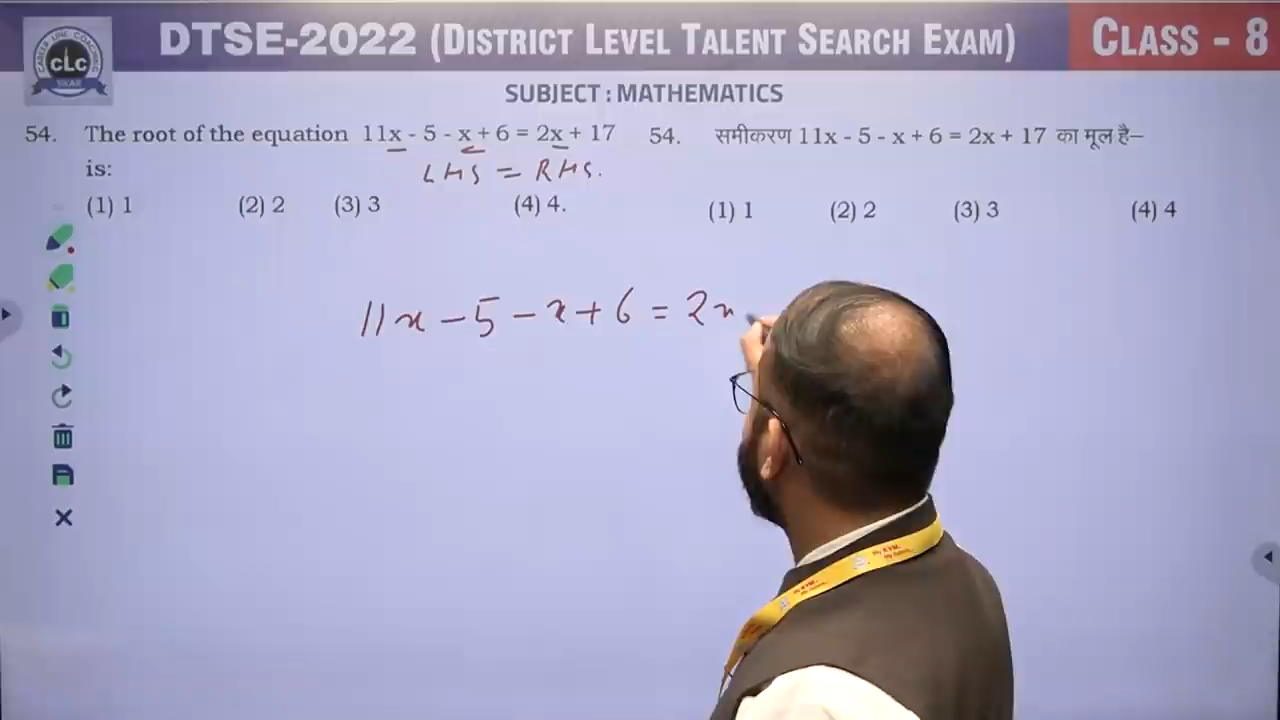 DTSE-2022 (DISTRICT LEVEL TALENT SEARCH EXAM) CLASS - 8
CLC
SUBJECT : MATHEMATICS
54. The root of the equation 11x - 5 - x + 6 = 2x + 17
is:
LHS = RHS.
(1) 1 (2) 2 (3) 3 (4) 4.
54. समीकरण 11x - 5 - x + 6 = 2x + 17 का मूल है–
(1) 1 (2) 2 (3) 3 (4) 4
11x - 5 - x + 6 = 2x